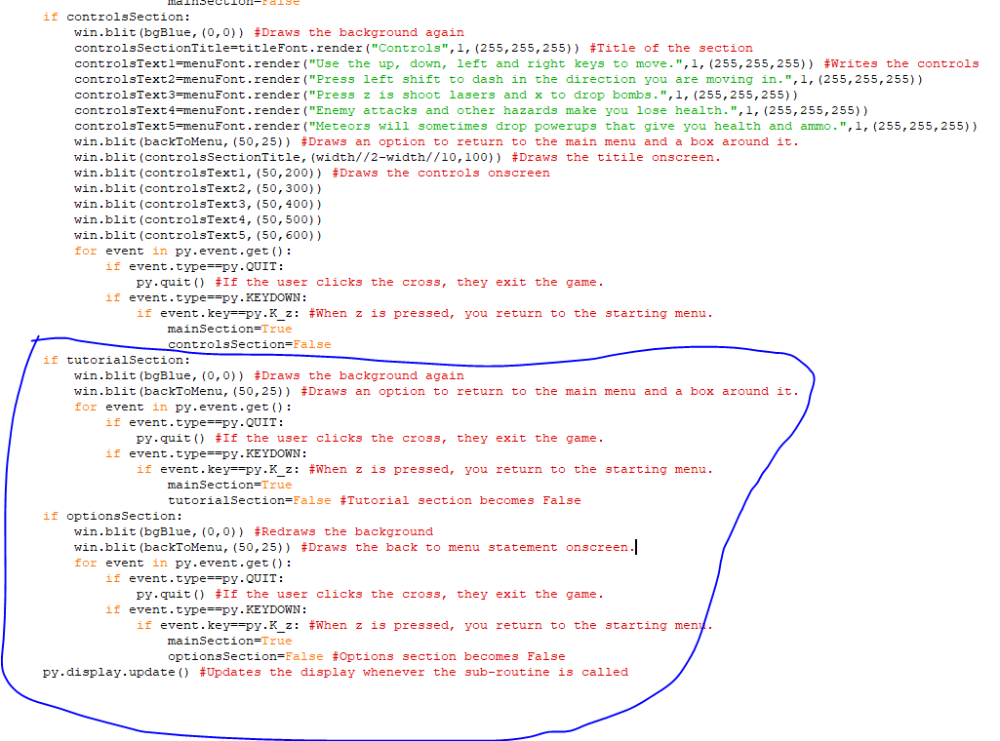 mainSection=False
if controlsSection:
win.blit(bgBlue,(0,0)) #Draws the background again
controlsSectionTitle=titleFont.render("Controls",1,(255,255,255)) #Title of the section
controlsText1=menuFont.render("Use the up, down, left and right keys to move.",1,(255,255,255)) #Writes the controls
controlsText2=menuFont.render("Press left shift to dash in the direction you are moving in.",1,(255,255,255))
controlsText3=menuFont.render("Press z is shoot lasers and x to drop bombs.",1,(255,255,255))
controlsText4=menuFont.render("Enemy attacks and other hazards make you lose health.",1,(255,255,255))
controlsText5=menuFont.render("Meteors will sometimes drop powerups that give you health and ammo.",1,(255,255,255))
win.blit(backToMenu,(50,25)) #Draws an option to return to the main menu and a box around it.
win.blit(controlsSectionTitle,(width//2-width//10,100)) #Draws the titile onscreen.
win.blit(controlsText1,(50,200)) #Draws the controls onscreen
win.blit(controlsText2,(50,300))
win.blit(controlsText3,(50,400))
win.blit(controlsText4,(50,500))
win.blit(controlsText5,(50,600))
for event in py.event.get():
if event.type==py.QUIT:
py.quit() #If the user clicks the cross, they exit the game.
if event.type==py.KEYDOWN:
if event.key==py.K_z: #When z is pressed, you return to the starting menu.
mainSection=True
controlsSection=False
if tutorialSection:
win.blit(bgBlue,(0,0)) #Draws the background again
win.blit(backToMenu,(50,25)) #Draws an option to return to the main menu and a box around it.
for event in py.event.get():
if event.type==py.QUIT:
py.quit() #If the user clicks the cross, they exit the game.
if event.type==py.KEYDOWN:
if event.key==py.K_z: #When z is pressed, you return to the starting menu.
mainSection=True
tutorialSection=False #Tutorial section becomes False
if optionsSection:
win.blit(bgBlue,(0,0)) #Redraws the background
win.blit(backToMenu,(50,25)) #Draws the back to menu statement onscreen.
for event in py.event.get():
if event.type==py.QUIT:
py.quit() #If the user clicks the cross, they exit the game.
if event.type==py.KEYDOWN:
if event.key==py.K_z: #When z is pressed, you return to the starting menu.
mainSection=True
optionsSection=False #Options section becomes False
py.display.update() #Updates the display whenever the sub-routine is called